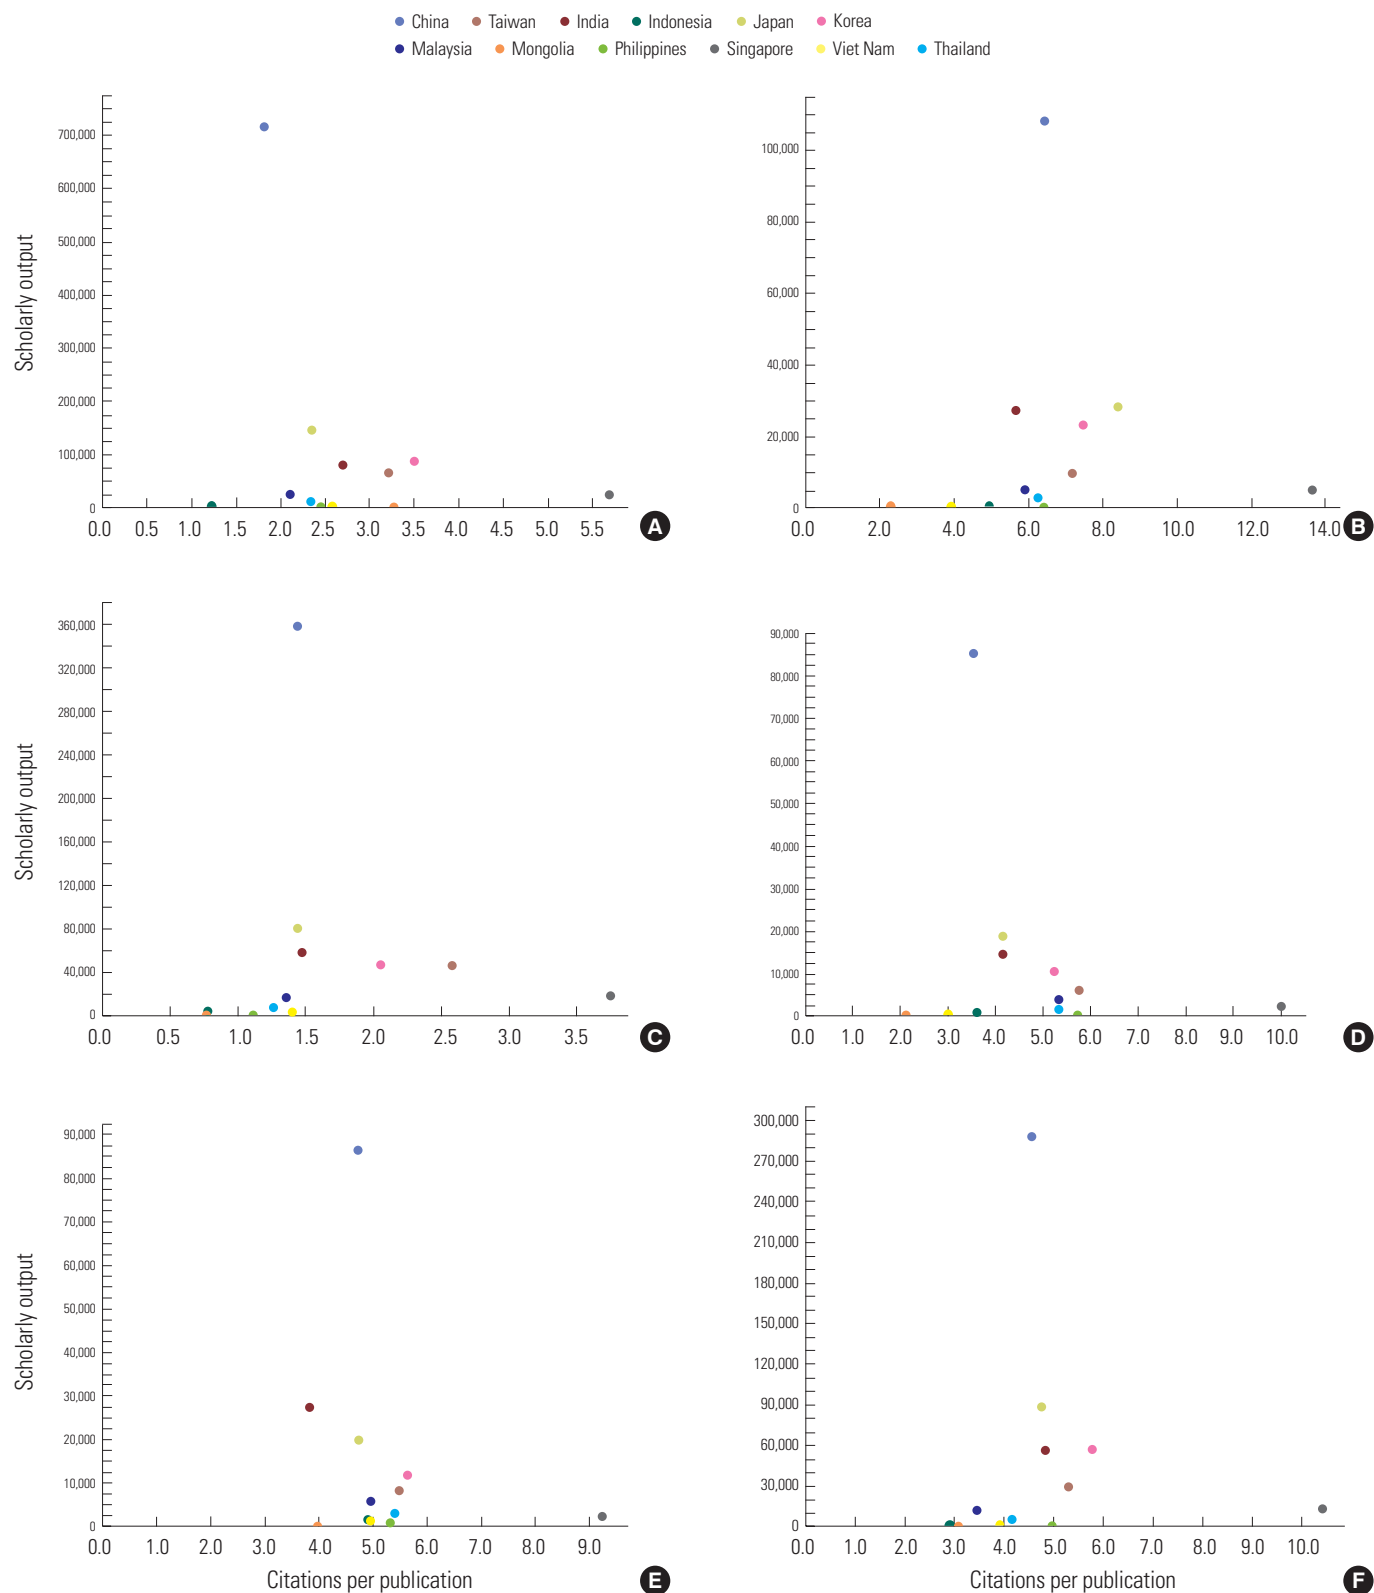 China Taiwan India Indonesia Japan Korea
Malaysia Mongolia Philippines Singapore Viet Nam Thailand
Scholarly output
700,000
600,000
500,000
400,000
300,000
200,000
100,000
0
0.0 0.5 1.0 1.5 2.0 2.5 3.0 3.5 4.0 4.5 5.0 5.5
A
100,000
80,000
60,000
40,000
20,000
0
0.0 2.0 4.0 6.0 8.0 10.0 12.0 14.0
B
Scholarly output
360,000
320,000
280,000
240,000
200,000
160,000
120,000
80,000
40,000
0
0.0 0.5 1.0 1.5 2.0 2.5 3.0 3.5
C
90,000
80,000
70,000
60,000
50,000
40,000
30,000
20,000
10,000
0
0.0 1.0 2.0 3.0 4.0 5.0 6.0 7.0 8.0 9.0 10.0
D
Scholarly output
90,000
80,000
70,000
60,000
50,000
40,000
30,000
20,000
10,000
0
0.0 1.0 2.0 3.0 4.0 5.0 6.0 7.0 8.0 9.0
Citations per publication
E
300,000
270,000
240,000
210,000
180,000
150,000
120,000
90,000
60,000
30,000
0
0.0 1.0 2.0 3.0 4.0 5.0 6.0 7.0 8.0 9.0 10.0
Citations per publication
F